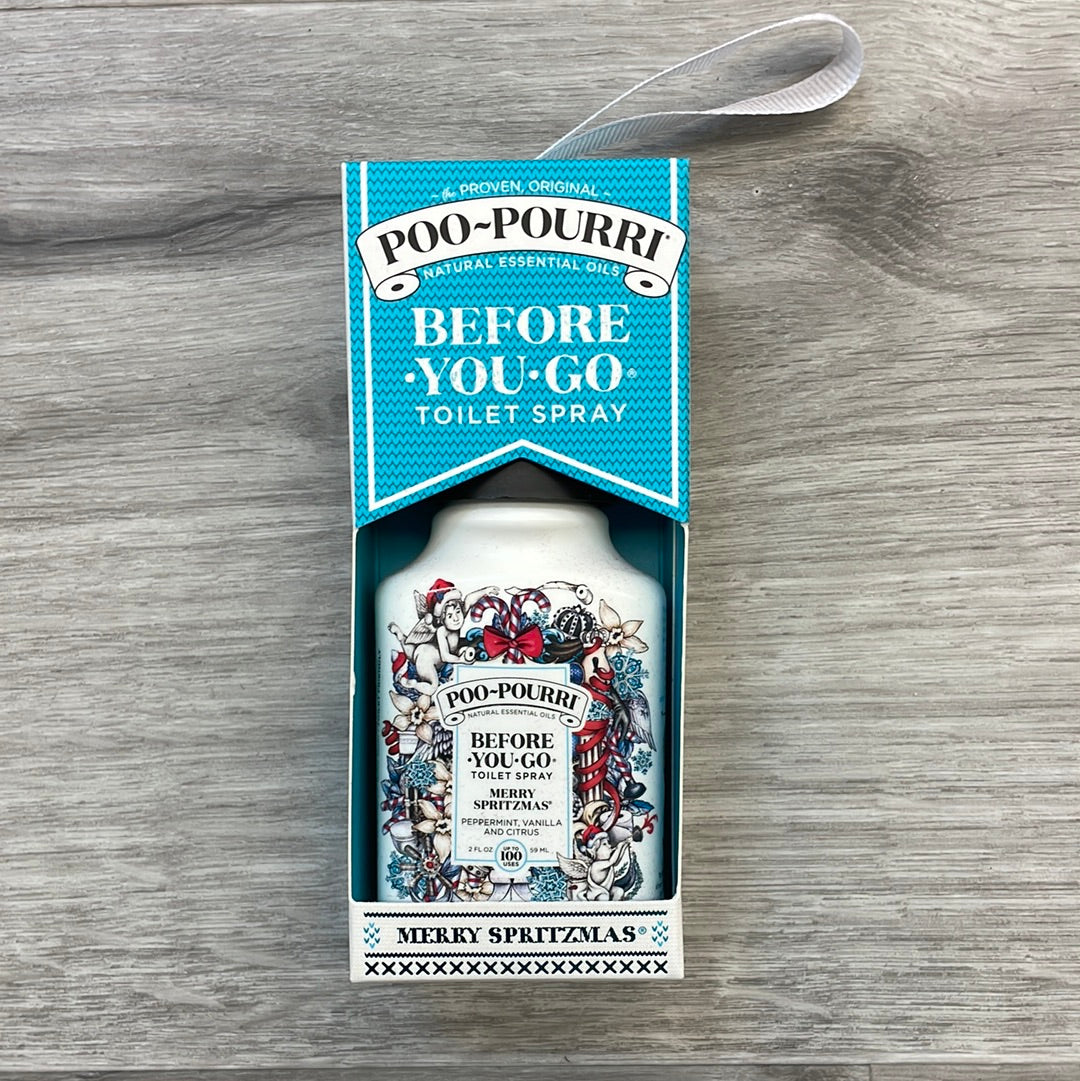 ~ the PROVEN, ORIGINAL ~
POO~POURRI®
NATURAL ESSENTIAL OILS
BEFORE
·YOU·GO®
TOILET SPRAY
POO~POURRI®
NATURAL ESSENTIAL OILS
BEFORE
·YOU·GO®
TOILET SPRAY
MERRY
SPRITZMAS®
PEPPERMINT, VANILLA
AND CITRUS
2 FL OZ UP TO 100 USES 59 ML
MERRY SPRITZMAS®